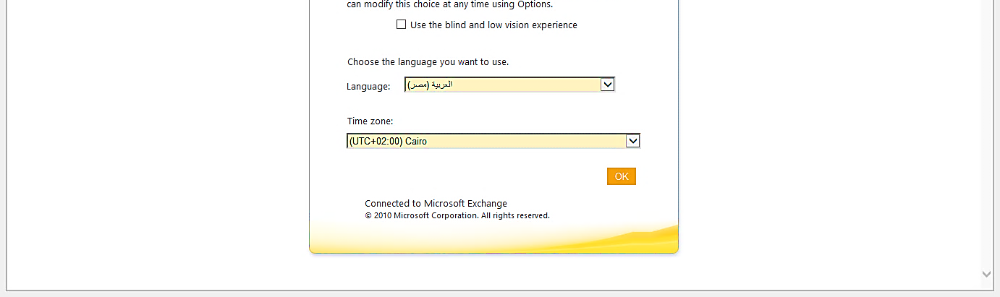 can modify this choice at any time using Options.
Use the blind and low vision experience
Choose the language you want to use.
Language: العربية (مصر)
Time zone:
(UTC+02:00) Cairo
OK
Connected to Microsoft Exchange
© 2010 Microsoft Corporation. All rights reserved.